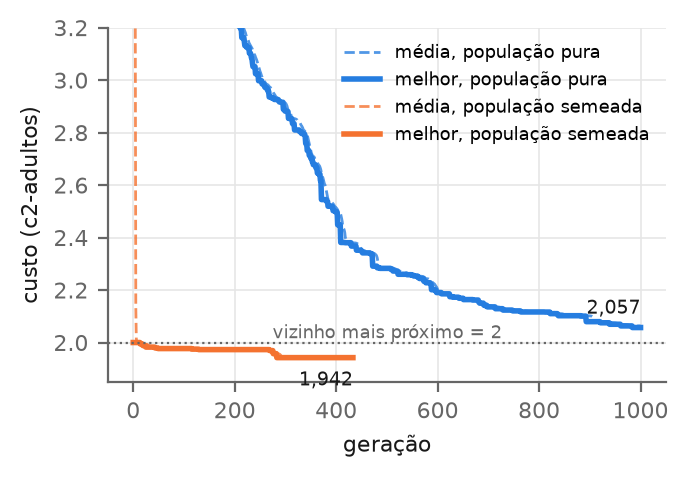 3.2
3.0
2.8
2.6
2.4
2.2
2.0
custo (c2-adultos)
média, população pura
melhor, população pura
média, população semeada
melhor, população semeada
2,057
vizinho mais próximo = 2
1,942
0 200 400 600 800 1000
geração